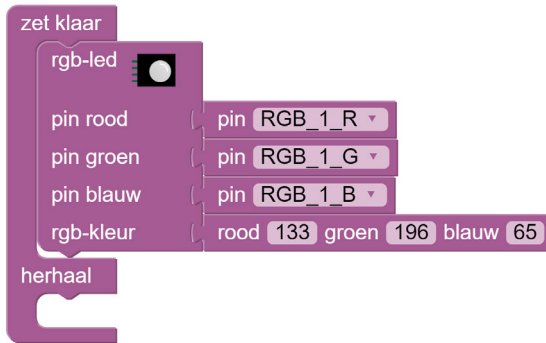 zet klaar
rgb-led
pin rood pin RGB_1_R
pin groen pin RGB_1_G
pin blauw pin RGB_1_B
rgb-kleur rood 133 groen 196 blauw 65
herhaal